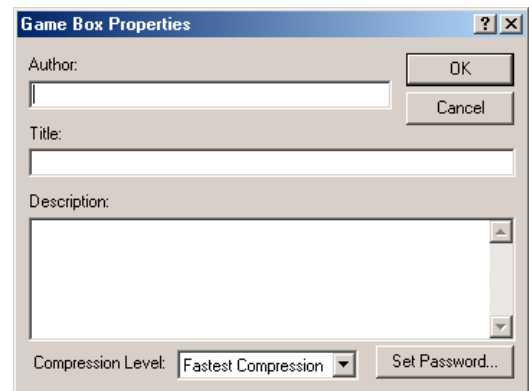 Game Box Properties
Author:
OK
Cancel
Title:
Description:
Compression Level: Fastest Compression Set Password...